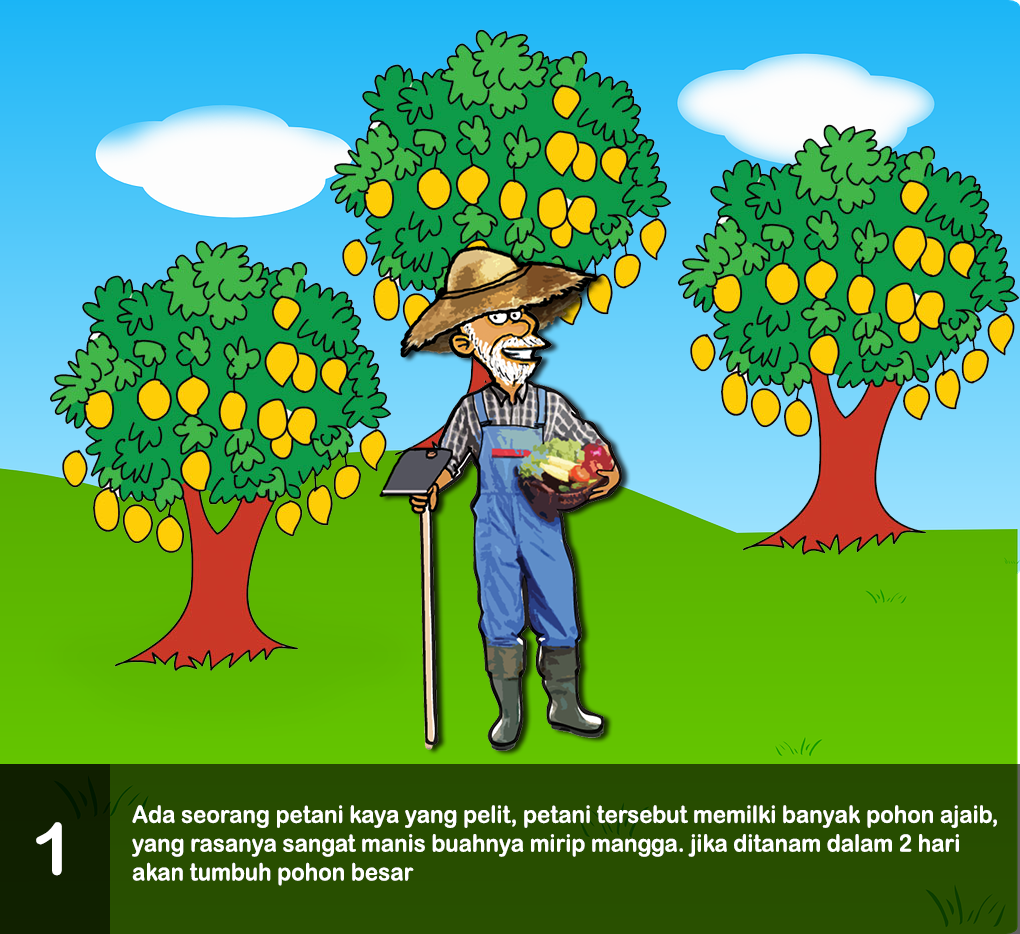 1
Ada seorang petani kaya yang pelit, petani tersebut memilki banyak pohon ajaib,
yang rasanya sangat manis buahnya mirip mangga. jika ditanam dalam 2 hari
akan tumbuh pohon besar